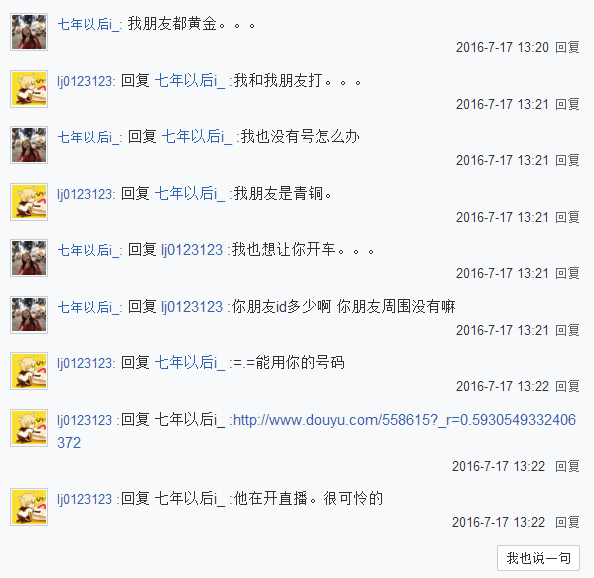 七年以后i_: 我朋友都黄金。。。
2016-7-17 13:20 回复
lj0123123: 回复 七年以后i_ :我和我朋友打。。。
2016-7-17 13:21 回复
七年以后i_: 回复 七年以后i_ :我也没有号怎么办
2016-7-17 13:21 回复
lj0123123: 回复 七年以后i_ :我朋友是青铜。
2016-7-17 13:21 回复
七年以后i_: 回复 lj0123123 :我也想让你开车。。。
2016-7-17 13:21 回复
七年以后i_: 回复 lj0123123 :你朋友id多少啊 你朋友周围没有嘛
2016-7-17 13:21 回复
lj0123123: 回复 七年以后i_ :=.=能用你的号码
2016-7-17 13:22 回复
lj0123123 :回复 七年以后i_ :http://www.douyu.com/558615?_r=0.5930549332406
372
2016-7-17 13:22 回复
lj0123123 :回复 七年以后i_ :他在开直播。很可怜的
2016-7-17 13:22 回复
我也说一句